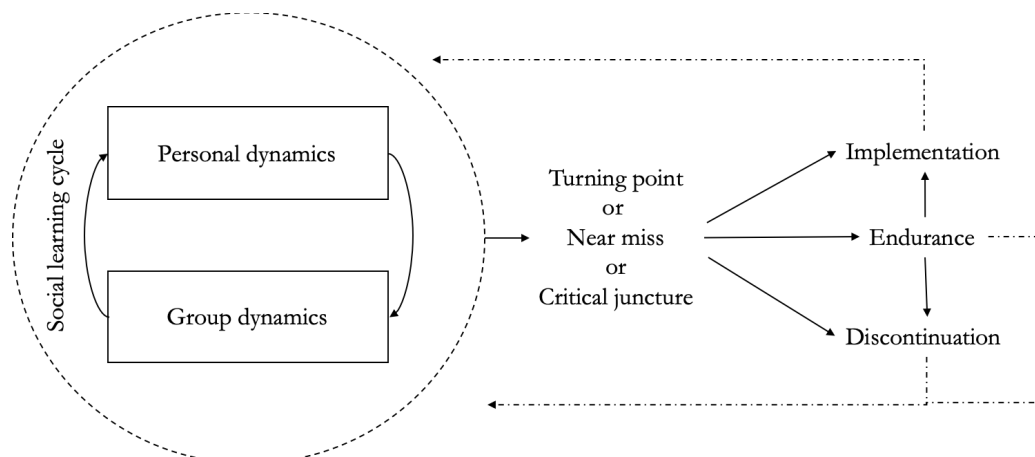 Social learning cycle
Personal dynamics
Group dynamics
Turning point
or
Near miss
or
Critical juncture
Implementation
Endurance
Discontinuation